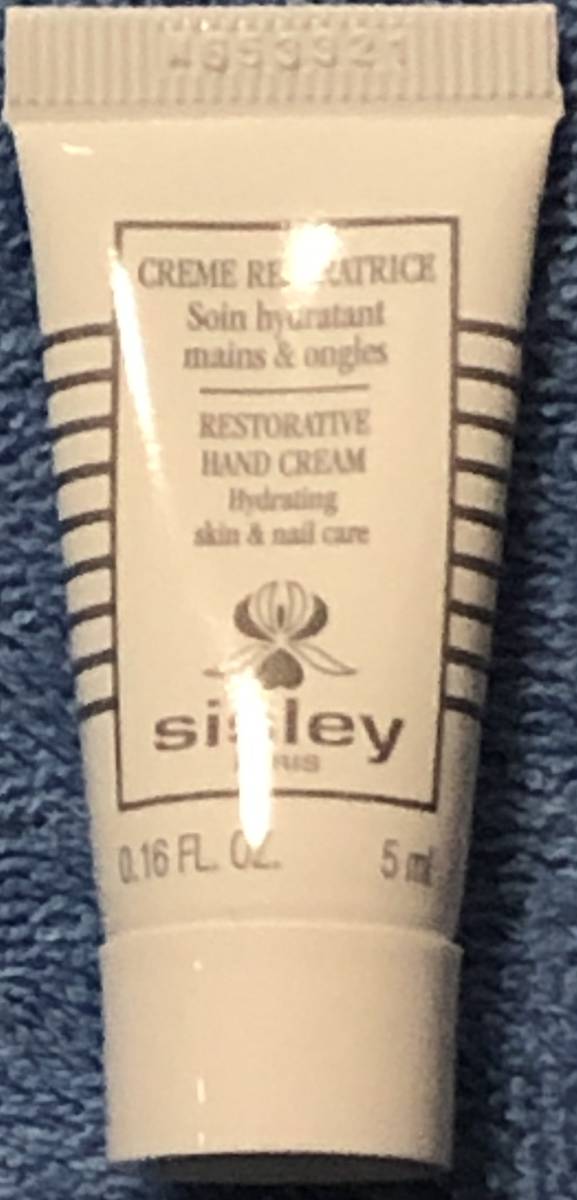 CREME
Soin hydratant
mains & ongles
RESTORATIVE
HAND CREAM
Hydrating
skin & nail care
sisley
PARIS
0.16 FL. OZ. 5 ml